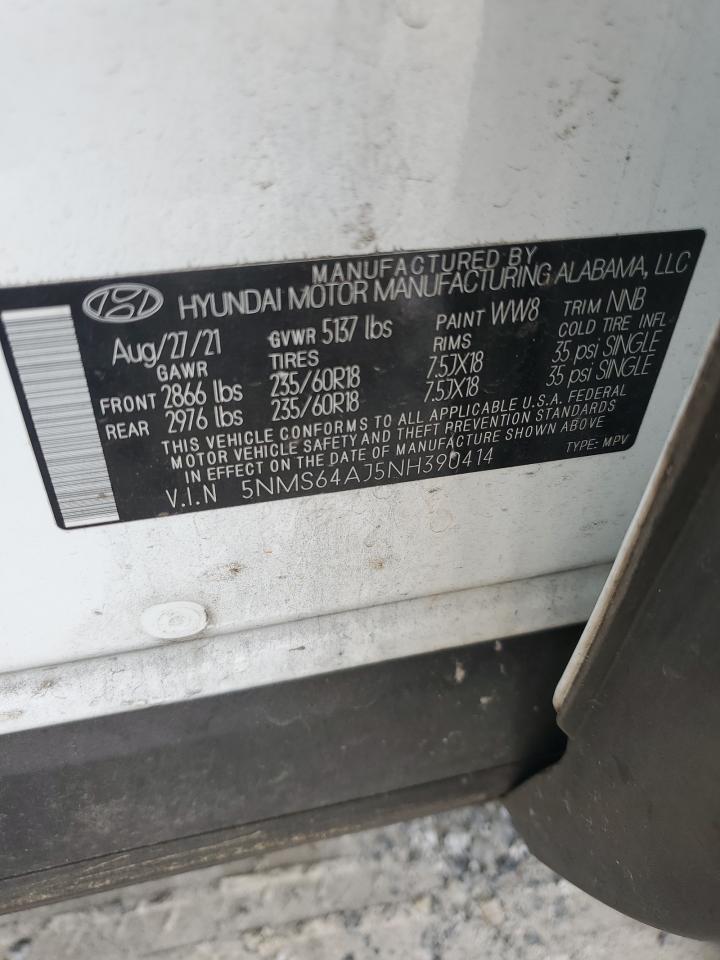 MANUFACTURED BY
HYUNDAI MOTOR MANUFACTURING ALABAMA, LLC
Aug/27/21 GVWR 5137 lbs PAINT WW8 TRIM NNB
GAWR TIRES RIMS COLD TIRE INFL
FRONT 2866 lbs 235/60R18 7.5JX18 35 psi SINGLE
REAR 2976 lbs 235/60R18 7.5JX18 35 psi SINGLE
THIS VEHICLE CONFORMS TO ALL APPLICABLE U.S.A. FEDERAL
MOTOR VEHICLE SAFETY AND THEFT PREVENTION STANDARDS
IN EFFECT ON THE DATE OF MANUFACTURE SHOWN ABOVE
V.I.N 5NMS64AJ5NH390414 TYPE: MPV